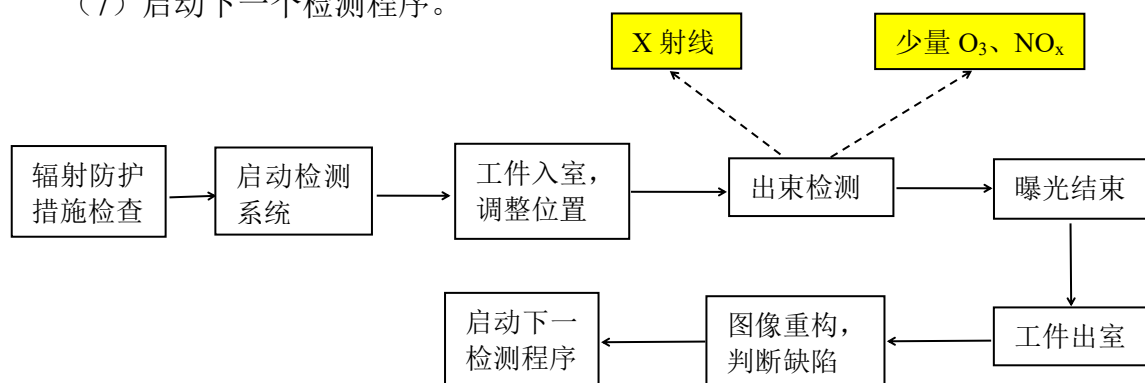 （7）启动下一个检测程序。
X 射线
少量 O₃、NOₓ
辐射防护
措施检查
启动检测
系统
工件入室，
调整位置
出束检测
曝光结束
启动下一
检测程序
图像重构，
判断缺陷
工件出室